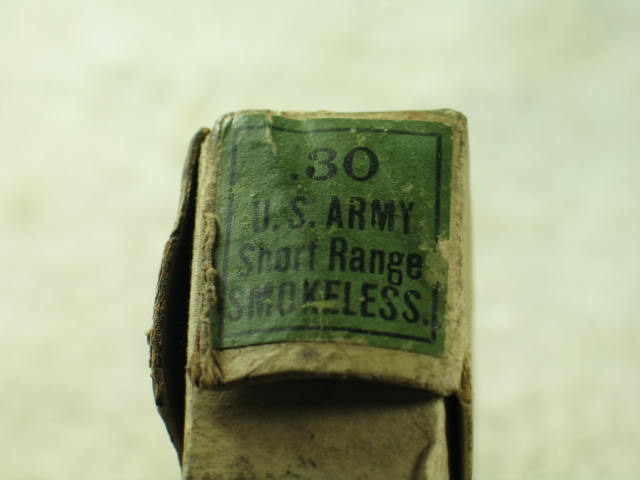 .30
U.S. ARMY
Short Range
SMOKELESS.